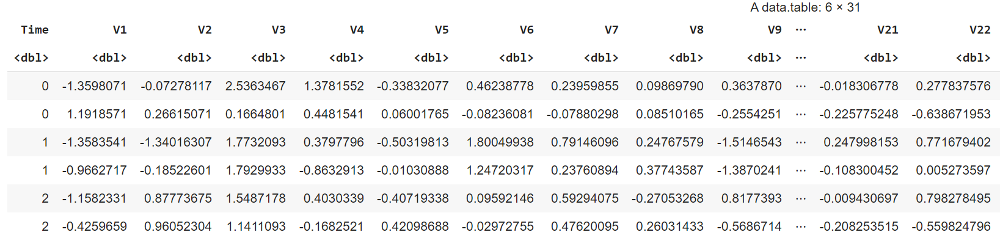 A data.table: 6 × 31
Time V1 V2 V3 V4 V5 V6 V7 V8 V9 ⋯ V21 V22
<dbl> <dbl> <dbl> <dbl> <dbl> <dbl> <dbl> <dbl> <dbl> <dbl> ⋯ <dbl> <dbl>
0 -1.3598071 -0.07278117 2.5363467 1.3781552 -0.33832077 0.46238778 0.23959855 0.09869790 0.3637870 ⋯ -0.018306778 0.277837576
0 1.1918571 0.26615071 0.1664801 0.4481541 0.06001765 -0.08236081 -0.07880298 0.08510165 -0.2554251 ⋯ -0.225775248 -0.638671953
1 -1.3583541 -1.34016307 1.7732093 0.3797796 -0.50319813 1.80049938 0.79146096 0.24767579 -1.5146543 ⋯ 0.247998153 0.771679402
1 -0.9662717 -0.18522601 1.7929933 -0.8632913 -0.01030888 1.24720317 0.23760894 0.37743587 -1.3870241 ⋯ -0.108300452 0.005273597
2 -1.1582331 0.87773675 1.5487178 0.4030339 -0.40719338 0.09592146 0.59294075 -0.27053268 0.8177393 ⋯ -0.009430697 0.798278495
2 -0.4259659 0.96052304 1.1411093 -0.1682521 0.42098688 -0.02972755 0.47620095 0.26031433 -0.5686714 ⋯ -0.208253515 -0.559824796